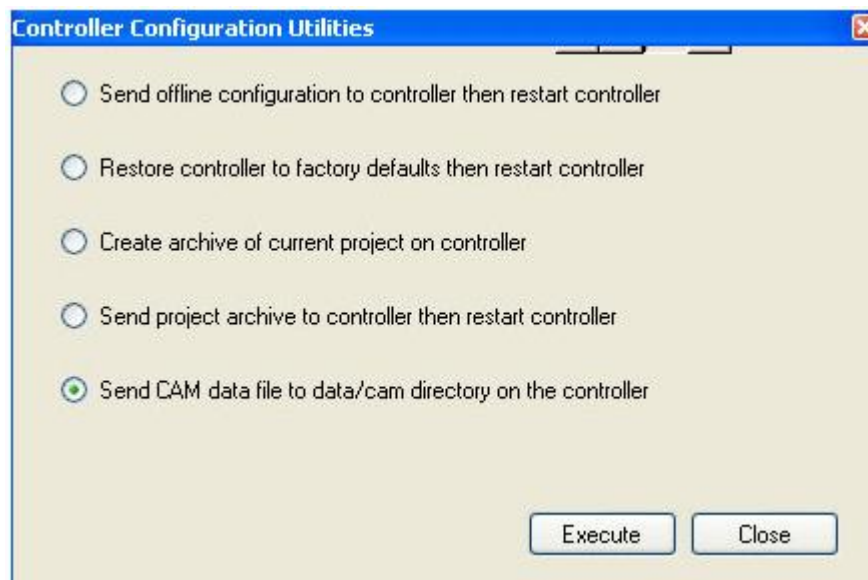 Controller Configuration Utilities
Send offline configuration to controller then restart controller
Restore controller to factory defaults then restart controller
Create archive of current project on controller
Send project archive to controller then restart controller
Send CAM data file to data/cam directory on the controller
Execute Close